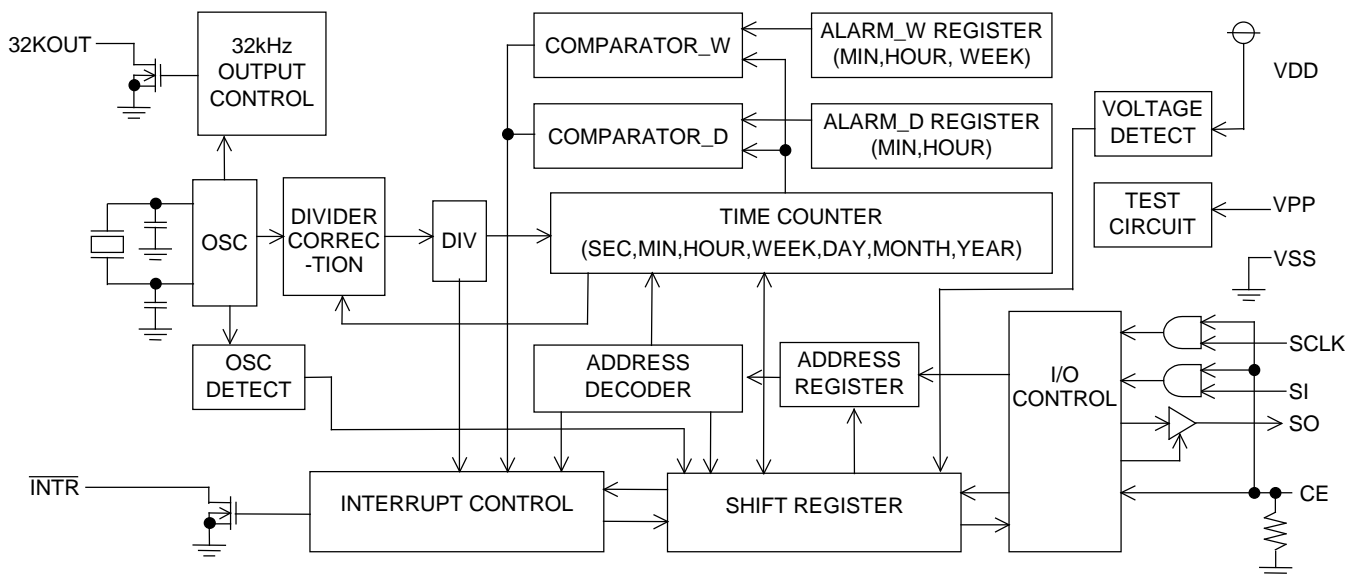 32KOUT
32kHz
OUTPUT
CONTROL
COMPARATOR_W
ALARM_W REGISTER
(MIN,HOUR, WEEK)
VDD
VOLTAGE
DETECT
COMPARATOR_D
ALARM_D REGISTER
(MIN,HOUR)
TEST
CIRCUIT
VPP
OSC
DIVIDER
CORREC
-TION
DIV
TIME COUNTER
(SEC,MIN,HOUR,WEEK,DAY,MONTH,YEAR)
VSS
OSC
DETECT
ADDRESS
DECODER
ADDRESS
REGISTER
I/O
CONTROL
SCLK
SI
SO
INTR
INTERRUPT CONTROL
SHIFT REGISTER
CE